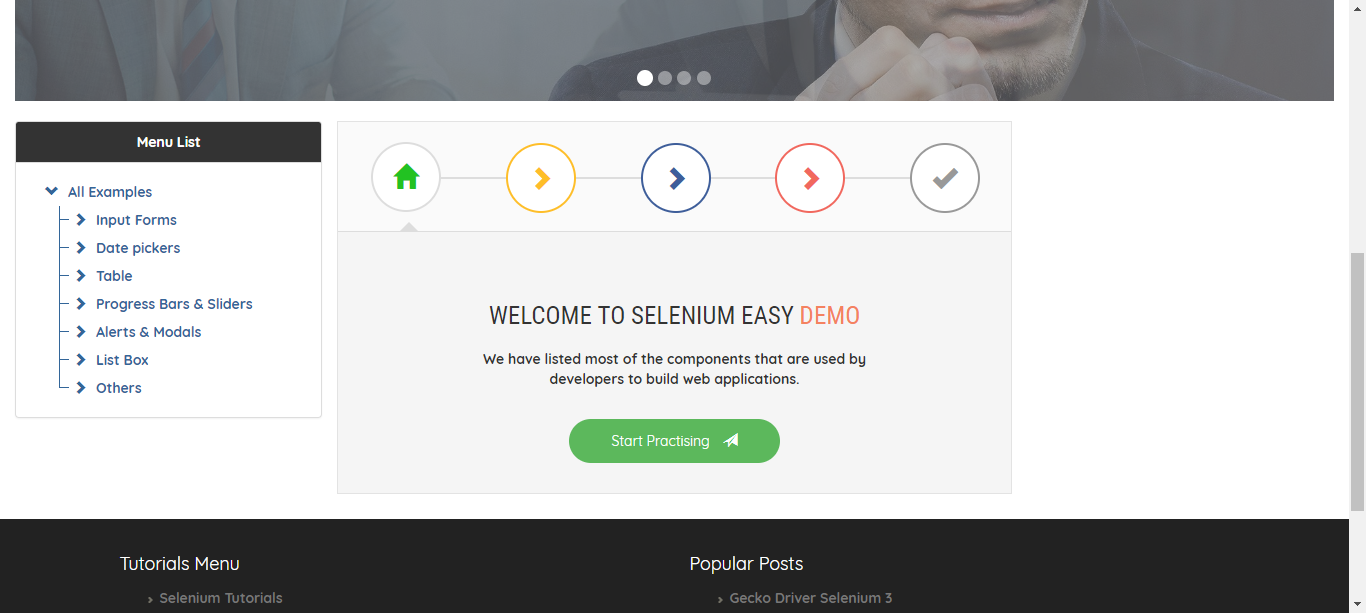 Menu List
All Examples
Input Forms
Date pickers
Table
Progress Bars & Sliders
Alerts & Modals
List Box
Others
WELCOME TO SELENIUM EASY DEMO
We have listed most of the components that are used by
developers to build web applications.
Start Practising
Tutorials Menu
Selenium Tutorials
Popular Posts
Gecko Driver Selenium 3